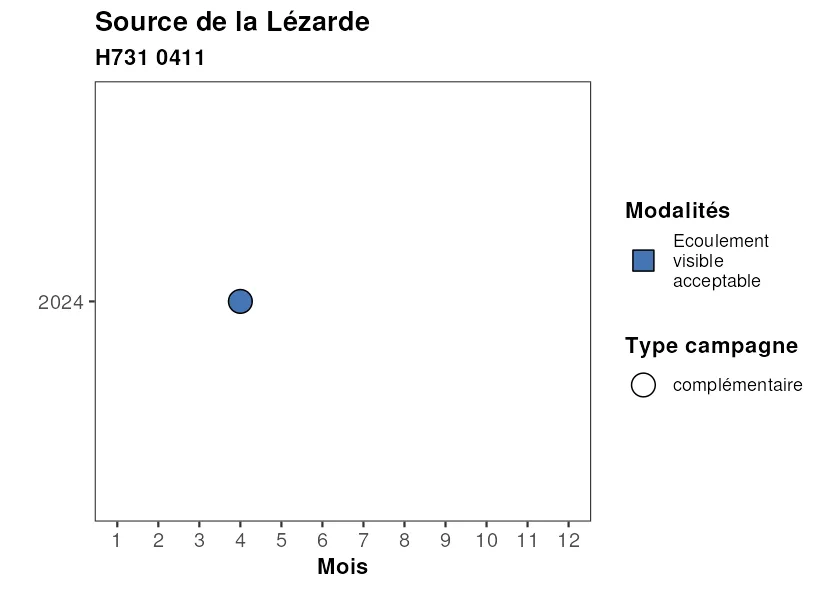 Source de la Lézarde
H731 0411
Modalités
Ecoulement
visible
acceptable
2024
Type campagne
complémentaire
1 2 3 4 5 6 7 8 9 10 11 12
Mois